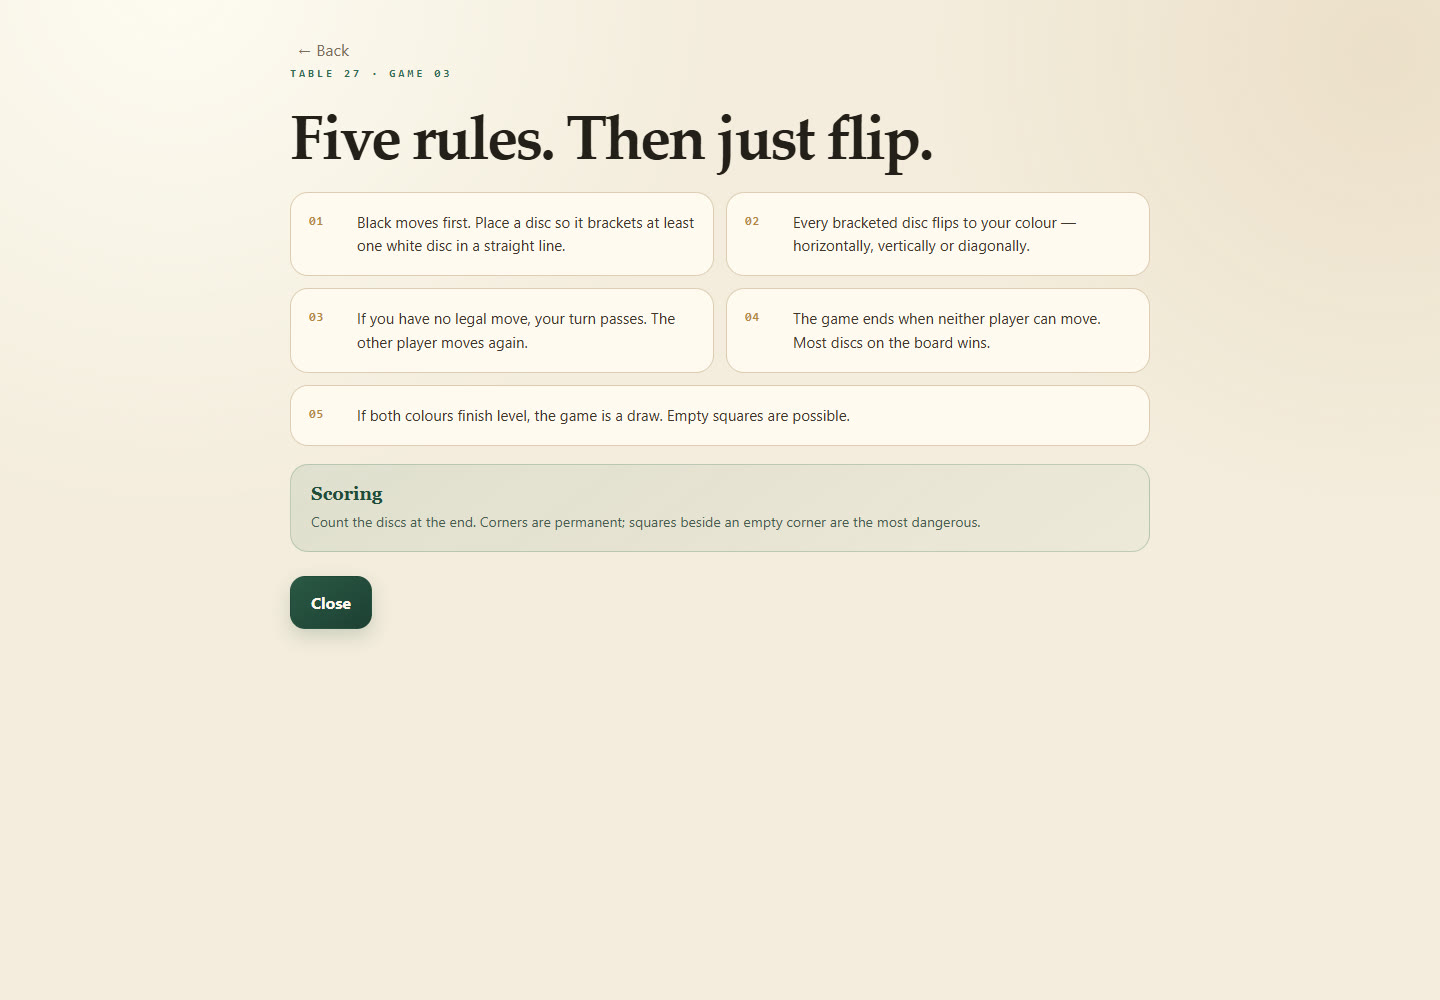 ← Back
TABLE 27 · GAME 03
Five rules. Then just flip.
01
Black moves first. Place a disc so it brackets at least
one white disc in a straight line.
02
Every bracketed disc flips to your colour —
horizontally, vertically or diagonally.
03
If you have no legal move, your turn passes. The
other player moves again.
04
The game ends when neither player can move.
Most discs on the board wins.
05
If both colours finish level, the game is a draw. Empty squares are possible.
Scoring
Count the discs at the end. Corners are permanent; squares beside an empty corner are the most dangerous.
Close